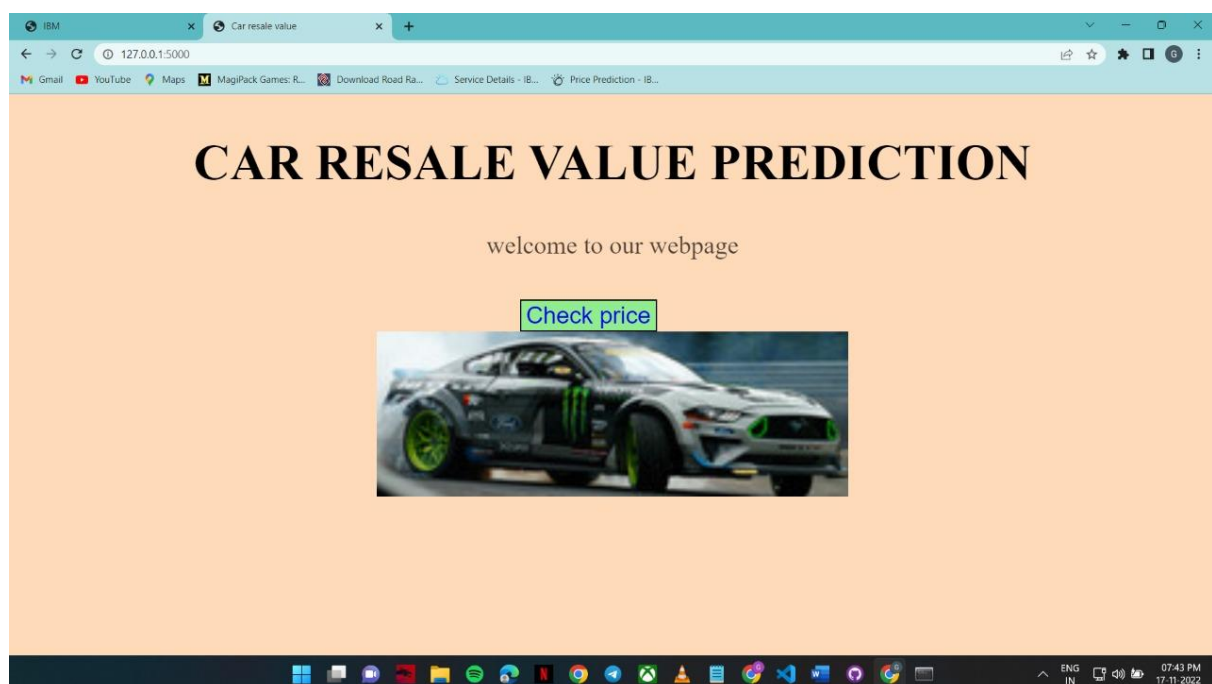 IBM
Car resale value
127.0.0.1:5000
G
Gmail
YouTube
Maps
MagiPack Games: R...
Download Road Ra...
Service Details - IB...
Price Prediction - IB...
CAR RESALE VALUE PREDICTION
welcome to our webpage
Check price
Ford
ENG
IN
07:43 PM
17-11-2022